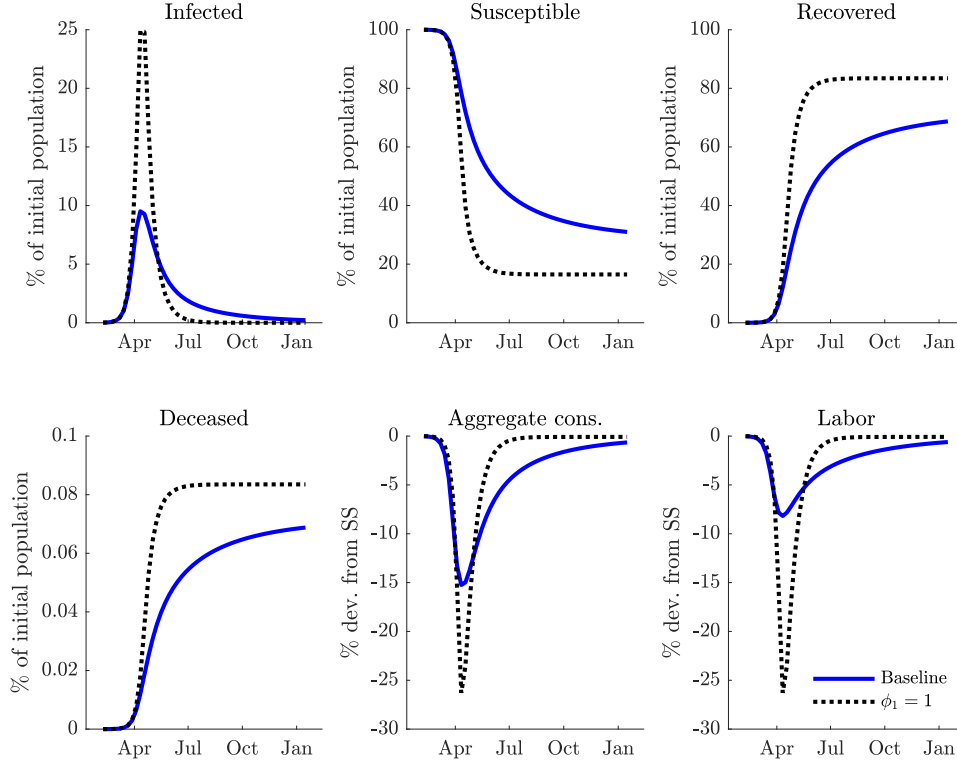 Infected
25
20
15
10
5
0
% of initial population
Apr Jul Oct Jan
Susceptible
100
80
60
40
20
0
% of initial population
Apr Jul Oct Jan
Recovered
100
80
60
40
20
0
% of initial population
Apr Jul Oct Jan
Deceased
0.1
0.08
0.06
0.04
0.02
0
% of initial population
Apr Jul Oct Jan
Aggregate cons.
0
-5
-10
-15
-20
-25
-30
% dev. from SS
Apr Jul Oct Jan
Labor
0
-5
-10
-15
-20
-25
-30
% dev. from SS
Baseline
ϕ₁ = 1
Apr Jul Oct Jan